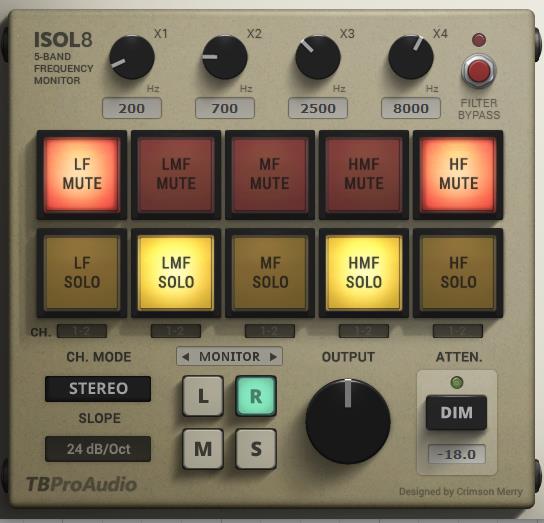 ISOL8
5-BAND
FREQUENCY
MONITOR
X1
X2
X3
X4
Hz
Hz
Hz
Hz
200
700
2500
8000
FILTER
BYPASS
LF
MUTE
LMF
MUTE
MF
MUTE
HMF
MUTE
HF
MUTE
LF
SOLO
LMF
SOLO
MF
SOLO
HMF
SOLO
HF
SOLO
CH. 1-2 1-2 1-2 1-2 1-2
CH. MODE
MONITOR
OUTPUT
ATTEN.
STEREO
SLOPE
24 dB/Oct
L R
M S
DIM
-18.0
TBProAudio
Designed by Crimson Merry